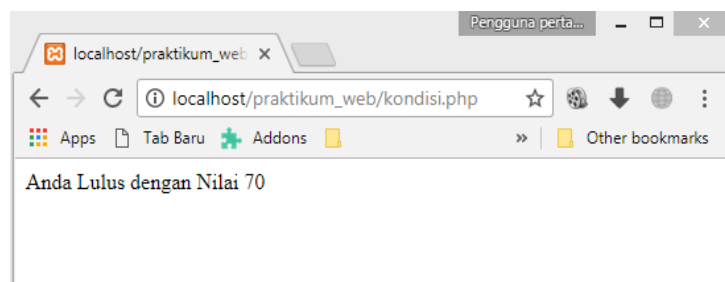 Pengguna perta...
localhost/praktikum_web
localhost/praktikum_web/kondisi.php
Apps Tab Baru Addons » Other bookmarks
Anda Lulus dengan Nilai 70